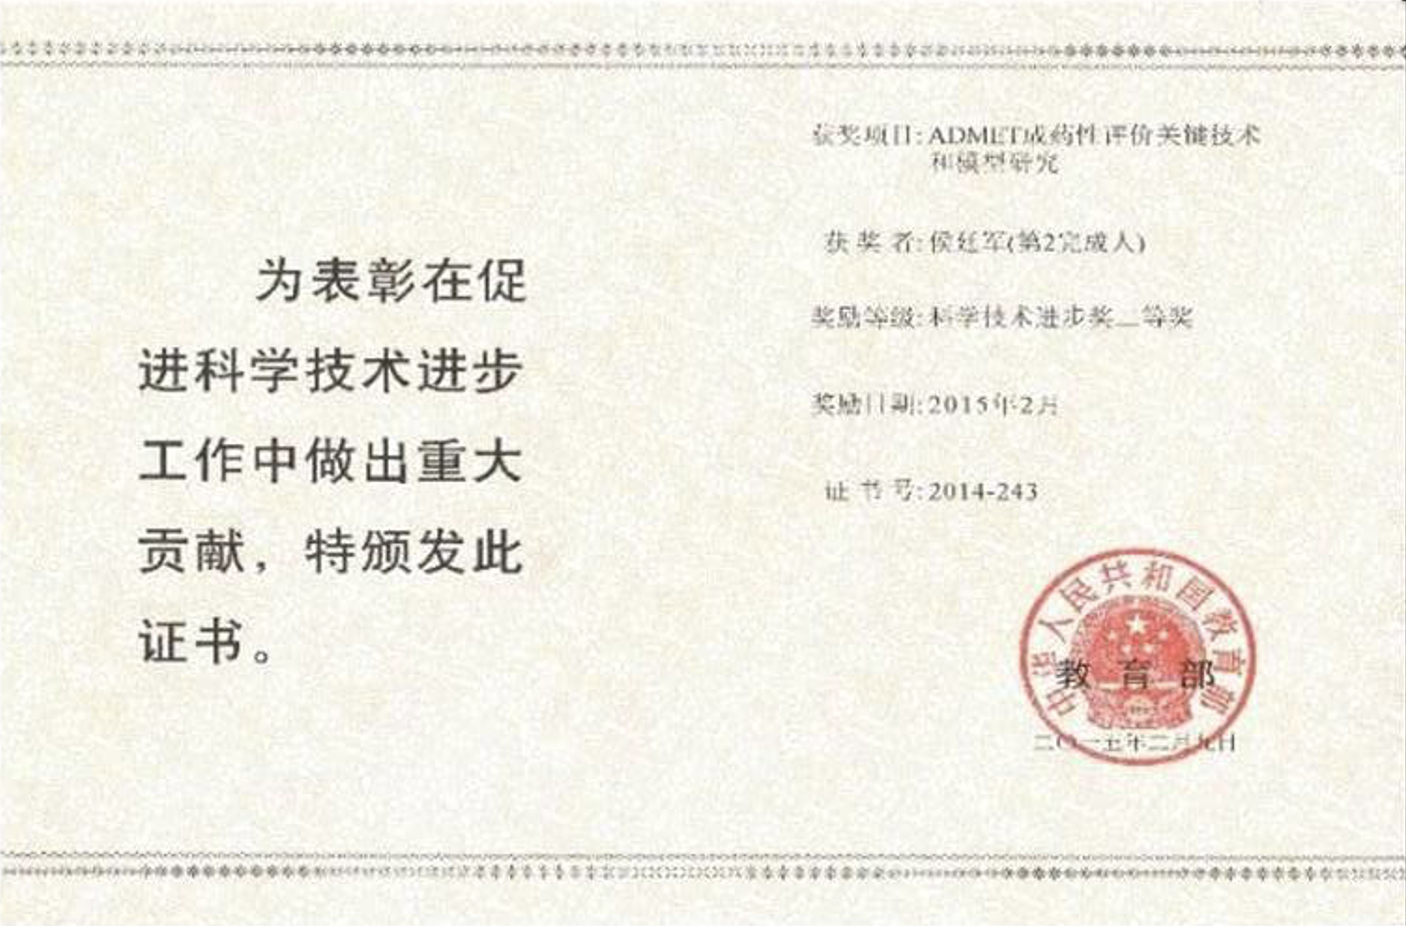 为表彰在促
进科学技术进步
工作中做出重大
贡献，特颁发此
证书。
获奖项目：ADMET成药性评价关键技术
和模型研究
获 奖 者：侯廷军(第2完成人)
奖励等级：科学技术进步奖二等奖
奖励日期：2015年2月
证 书 号：2014-243
中华人民共和国教育部
教 育 部
二〇一五年二月九日